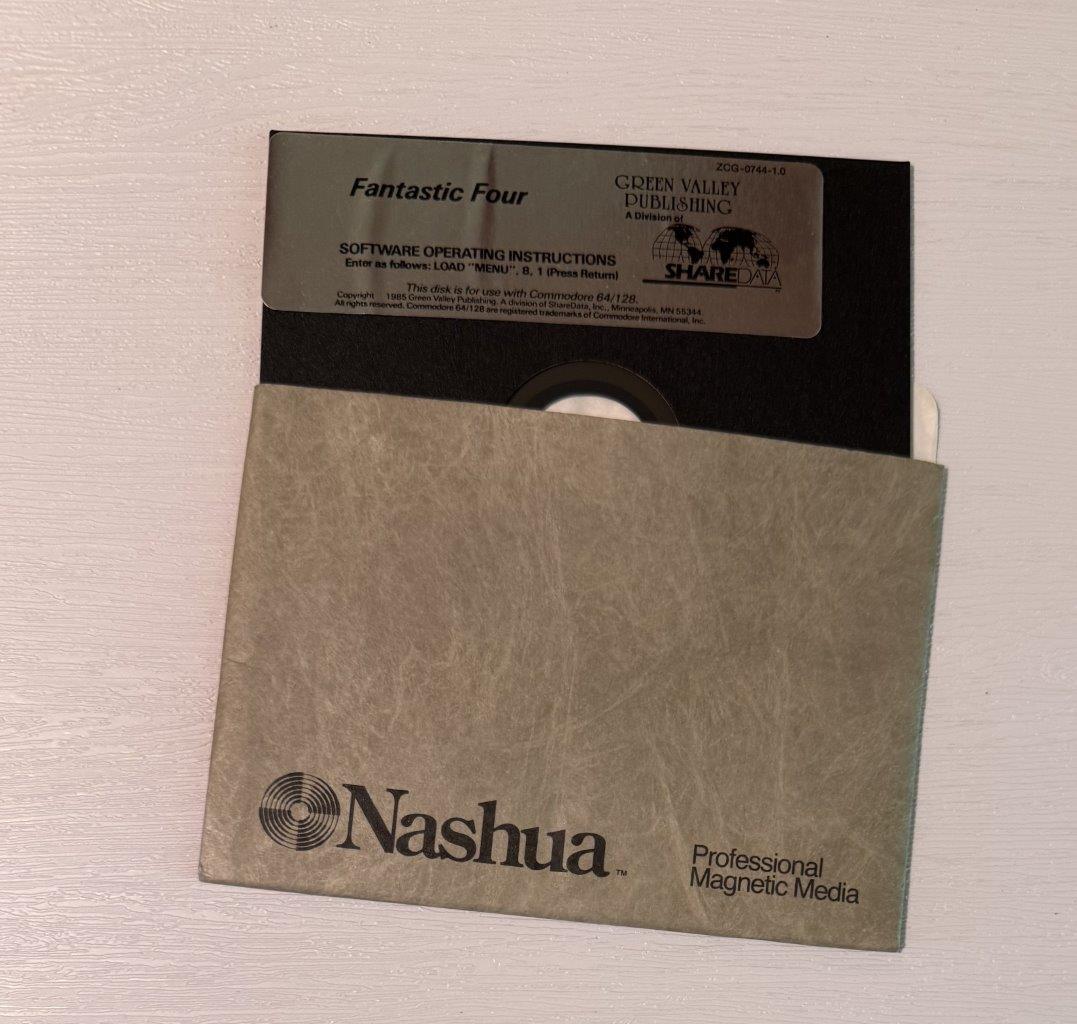 ZCG-0744-1.0
Fantastic Four
GREEN VALLEY
PUBLISHING
A Division of
SHAREDATA
SOFTWARE OPERATING INSTRUCTIONS
Enter as follows: LOAD "MENU", 8, 1 (Press Return)
This disk is for use with Commodore 64/128.
Copyright 1985 Green Valley Publishing. A division of ShareData, Inc., Minneapolis, MN 55344.
All rights reserved. Commodore 64/128 are registered trademarks of Commodore International, Inc.
Nashua™
Professional
Magnetic Media